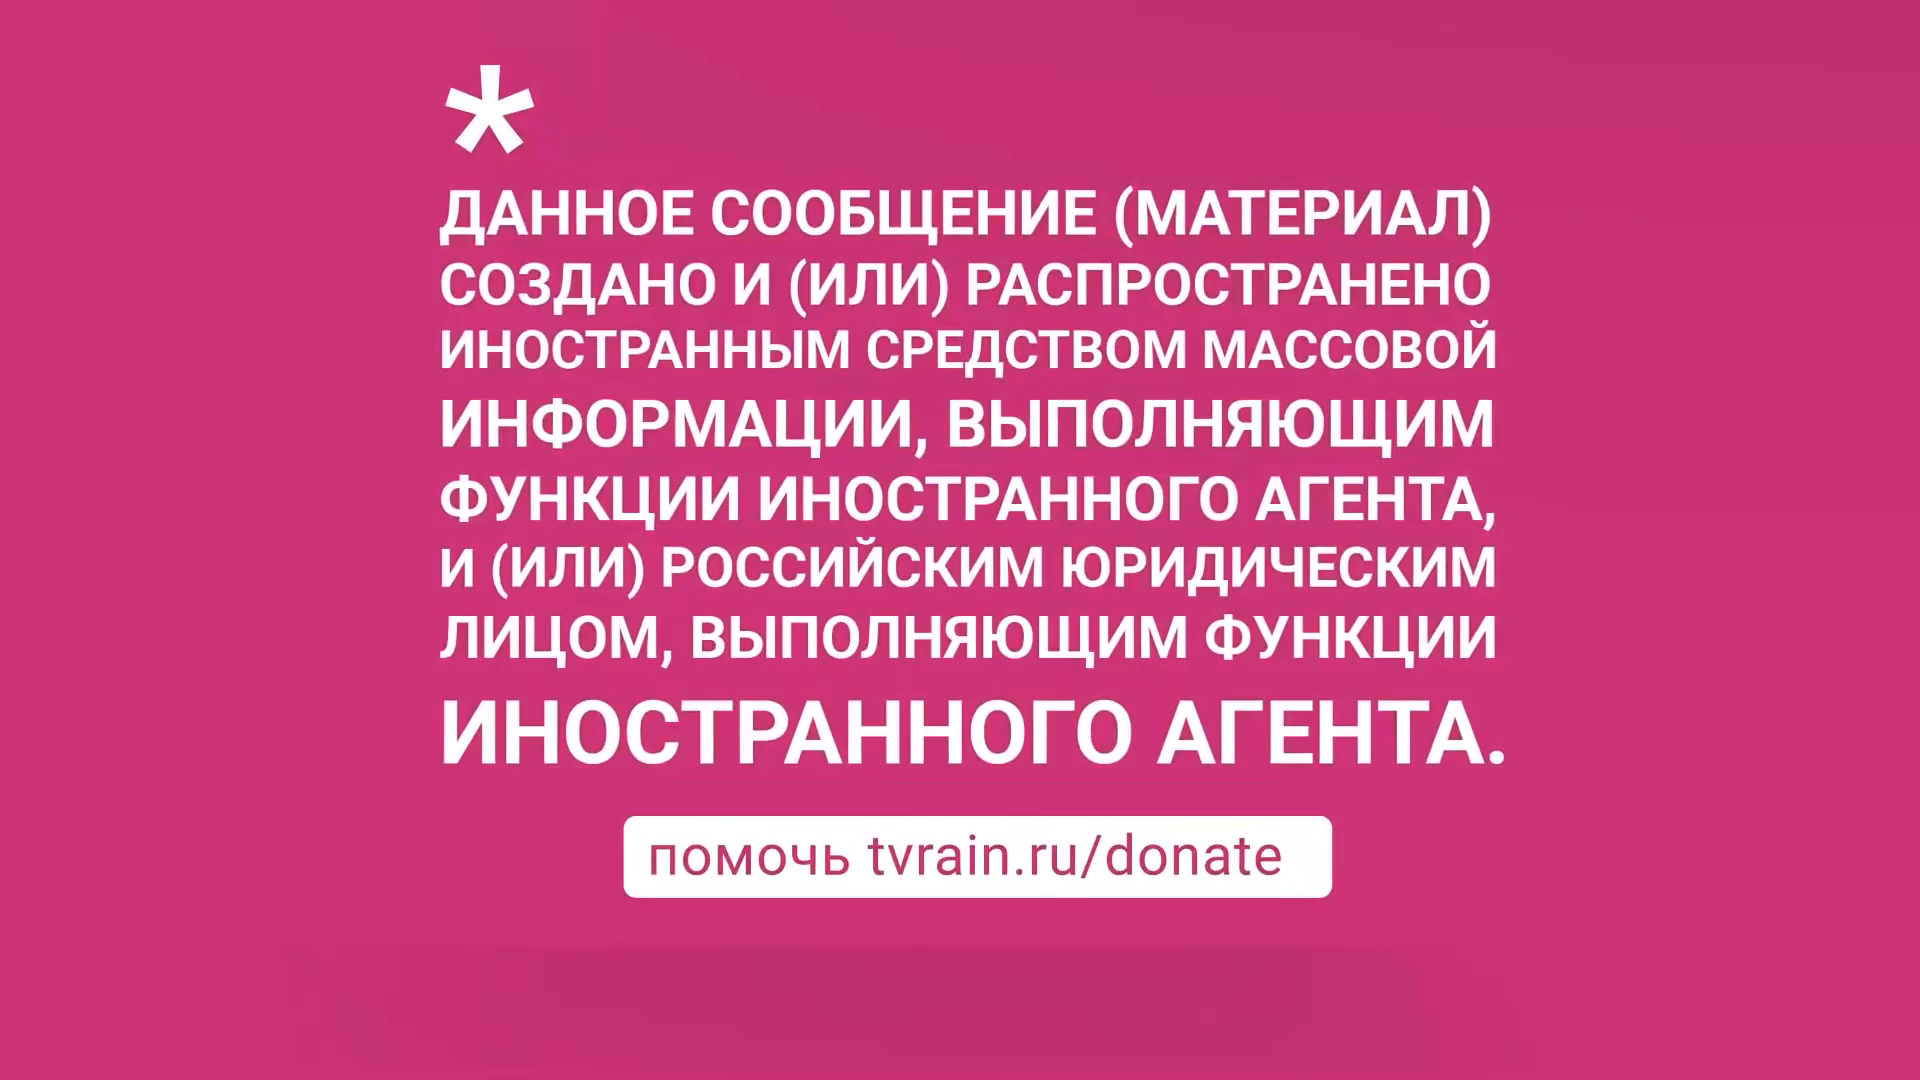 *
ДАННОЕ СООБЩЕНИЕ (МАТЕРИАЛ)
СОЗДАНО И (ИЛИ) РАСПРОСТРАНЕНО
ИНОСТРАННЫМ СРЕДСТВОМ МАССОВОЙ
ИНФОРМАЦИИ, ВЫПОЛНЯЮЩИМ
ФУНКЦИИ ИНОСТРАННОГО АГЕНТА,
И (ИЛИ) РОССИЙСКИМ ЮРИДИЧЕСКИМ
ЛИЦОМ, ВЫПОЛНЯЮЩИМ ФУНКЦИИ
ИНОСТРАННОГО АГЕНТА.
помочь tvrain.ru/donate